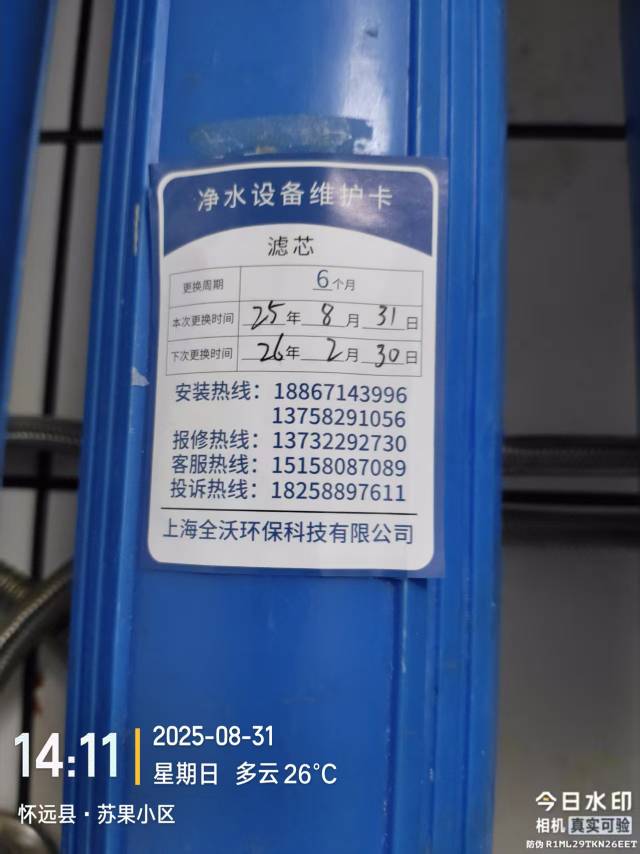 净水设备维护卡
滤芯
更换周期 6个月
本次更换时间 25年 8月 31日
下次更换时间 26年 2月 30日
安装热线：18867143996
13758291056
报修热线：13732292730
客服热线：15158087089
投诉热线：18258897611
上海全沃环保科技有限公司
14:11
2025-08-31
星期日 多云 26°C
怀远县·苏果小区
今日水印
相机 真实可验
防伪 R1ML29TKN26EET